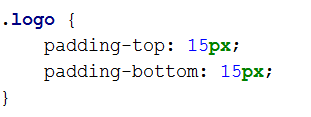 .logo {
    padding-top: 15px;
    padding-bottom: 15px;
}